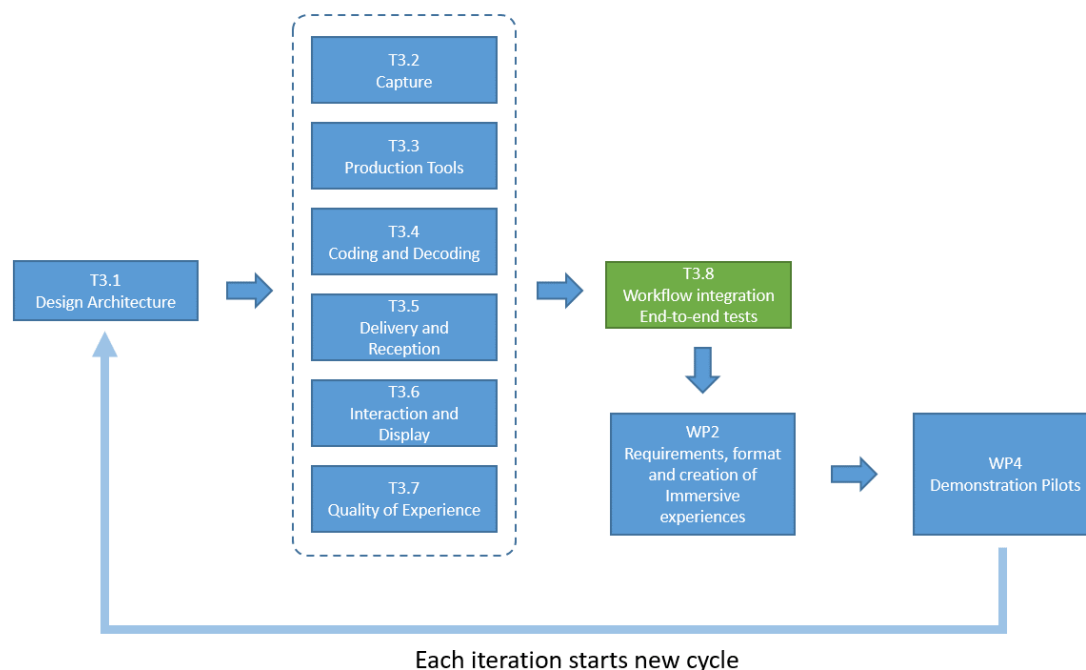 T3.1
Design Architecture
T3.2
Capture
T3.3
Production Tools
T3.4
Coding and Decoding
T3.5
Delivery and
Reception
T3.6
Interaction and
Display
T3.7
Quality of Experience
T3.8
Workflow integration
End-to-end tests
WP2
Requirements, format
and creation of
Immersive
experiences
WP4
Demonstration Pilots
Each iteration starts new cycle